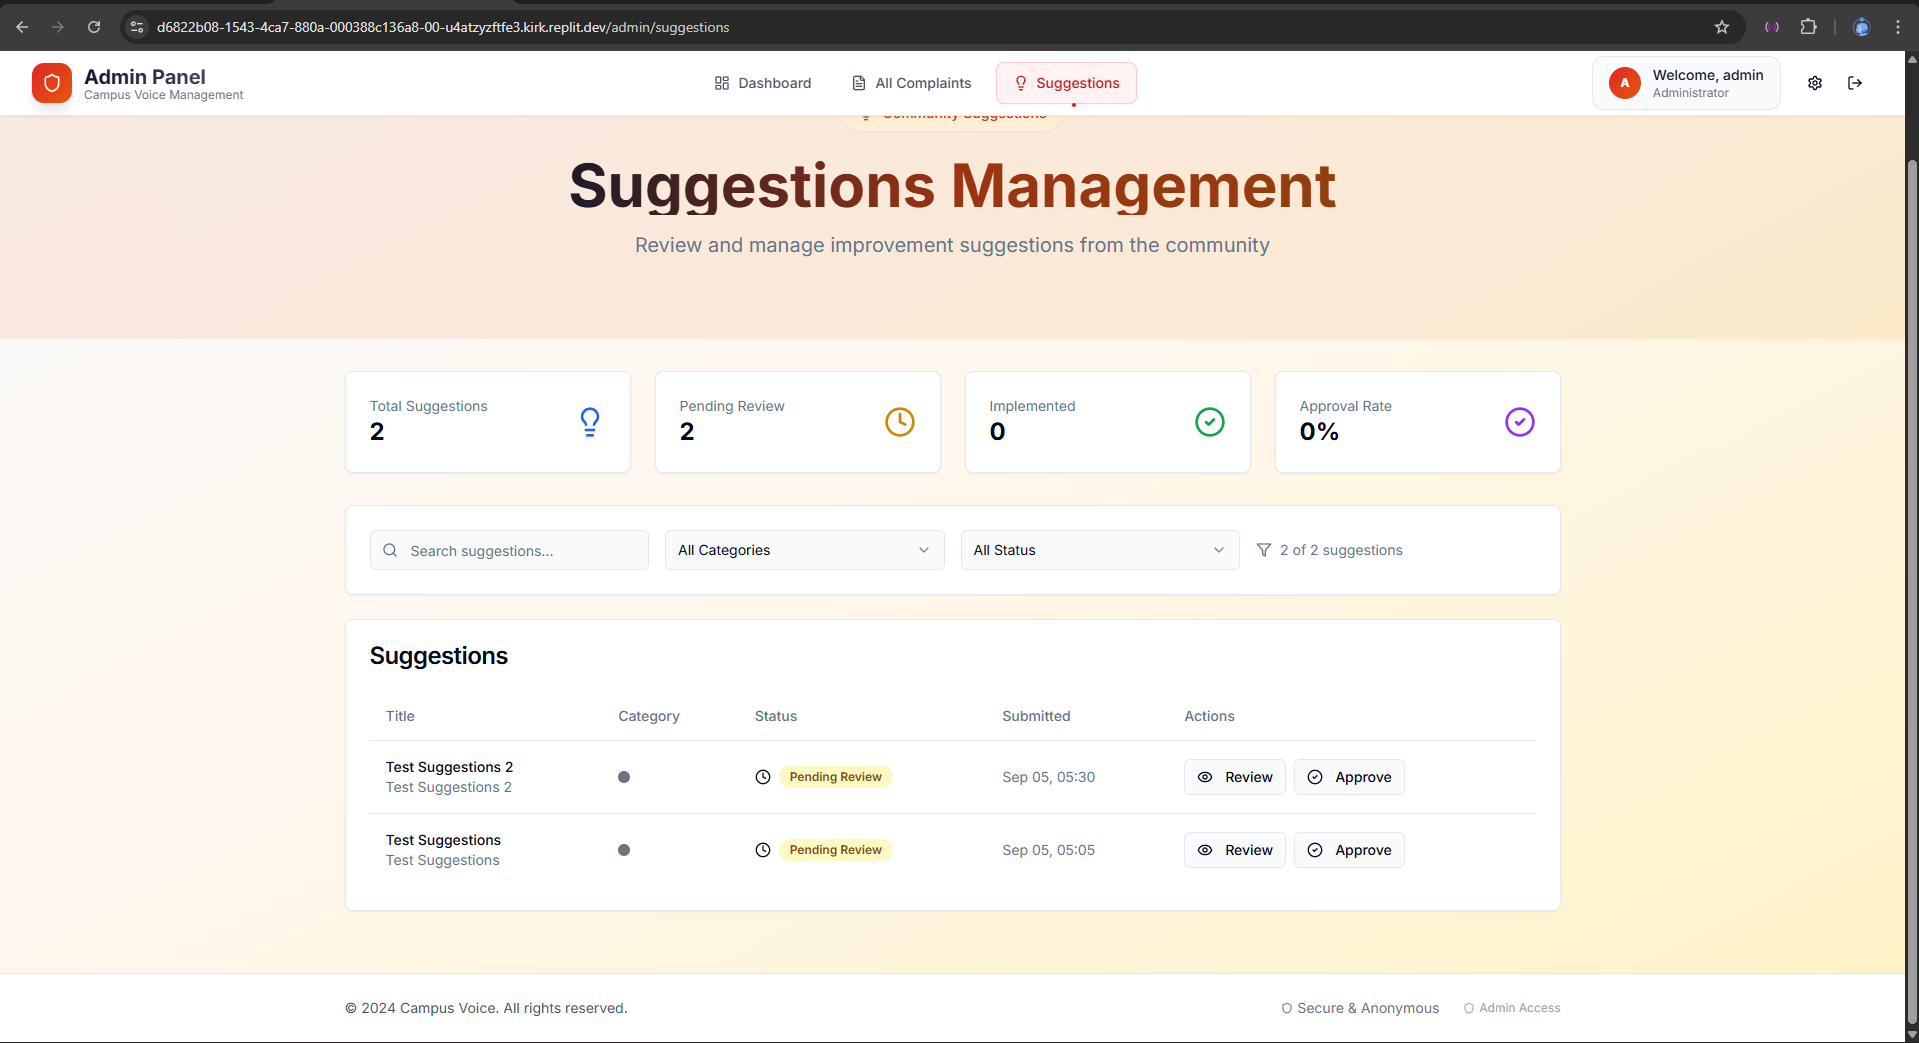 d6822b08-1543-4ca7-880a-000388c136a8-00-u4atzyzftfe3.kirk.replit.dev/admin/suggestions
Admin Panel
Campus Voice Management
Dashboard
All Complaints
Suggestions
A
Welcome, admin
Administrator
Community Suggestions
Suggestions Management
Review and manage improvement suggestions from the community
Total Suggestions
2
Pending Review
2
Implemented
0
Approval Rate
0%
Search suggestions...
All Categories
All Status
2 of 2 suggestions
Suggestions
Title Category Status Submitted Actions
Test Suggestions 2
Test Suggestions 2
Pending Review
Sep 05, 05:30
Review
Approve
Test Suggestions
Test Suggestions
Pending Review
Sep 05, 05:05
Review
Approve
© 2024 Campus Voice. All rights reserved.
Secure & Anonymous
Admin Access